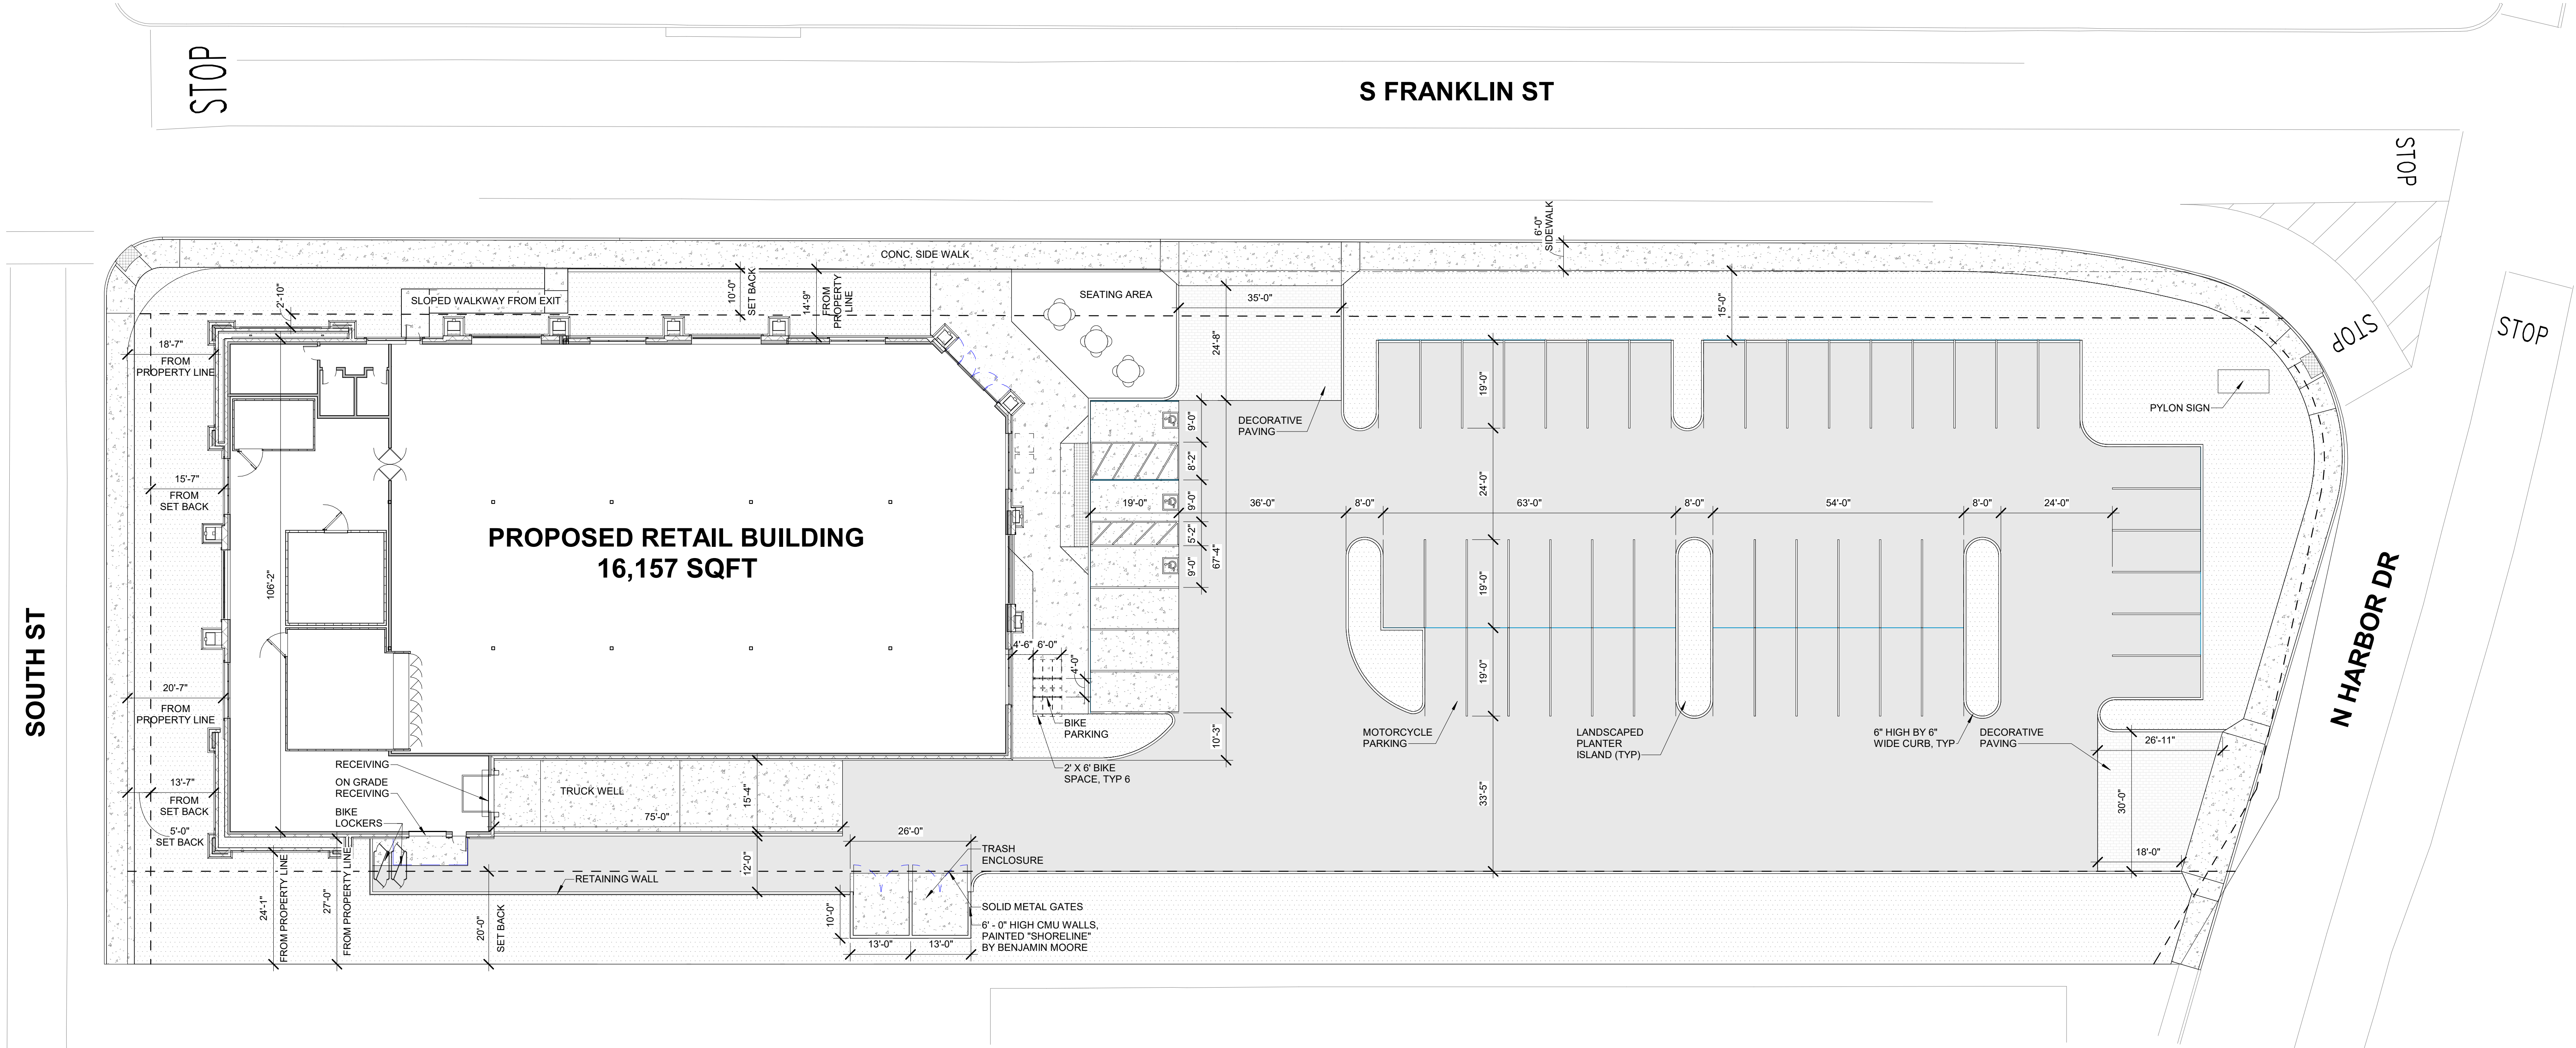 STOP
S FRANKLIN ST
STOP
6'-0"
SIDEWALK
CONC. SIDE WALK
2'-10"
SLOPED WALKWAY FROM EXIT
10'-0"
SET BACK
14'-9"
FROM
PROPERTY
LINE
SEATING AREA
35'-0"
24'-8"
15'-0"
STOP
STOP
18'-7"
FROM
PROPERTY LINE
19'-0"
DECORATIVE
PAVING
PYLON SIGN
9'-0"
8'-2"
15'-7"
FROM
SET BACK
24'-0"
19'-0"
9'-0"
36'-0"
8'-0"
63'-0"
8'-0"
54'-0"
8'-0"
24'-0"
5'-2"
67'-4"
9'-0"
PROPOSED RETAIL BUILDING
16,157 SQFT
106'-2"
19'-0"
SOUTH ST
N HARBOR DR
4'-6"
6'-0"
4'-0"
19'-0"
20'-7"
FROM
PROPERTY LINE
BIKE
PARKING
10'-3"
MOTORCYCLE
PARKING
LANDSCAPED
PLANTER
ISLAND (TYP)
6" HIGH BY 6"
WIDE CURB, TYP
DECORATIVE
PAVING
26'-11"
RECEIVING
2' X 6' BIKE
SPACE, TYP 6
ON GRADE
RECEIVING
TRUCK WELL
15'-4"
33'-5"
30'-0"
13'-7"
FROM
SET BACK
BIKE
LOCKERS
75'-0"
5'-0"
SET BACK
26'-0"
TRASH
ENCLOSURE
18'-0"
12'-0"
RETAINING WALL
24'-1"
FROM PROPERTY LINE
27'-0"
FROM PROPERTY LINE
20'-0"
SET BACK
10'-0"
SOLID METAL GATES
6' - 0" HIGH CMU WALLS,
PAINTED "SHORELINE"
BY BENJAMIN MOORE
13'-0"
13'-0"